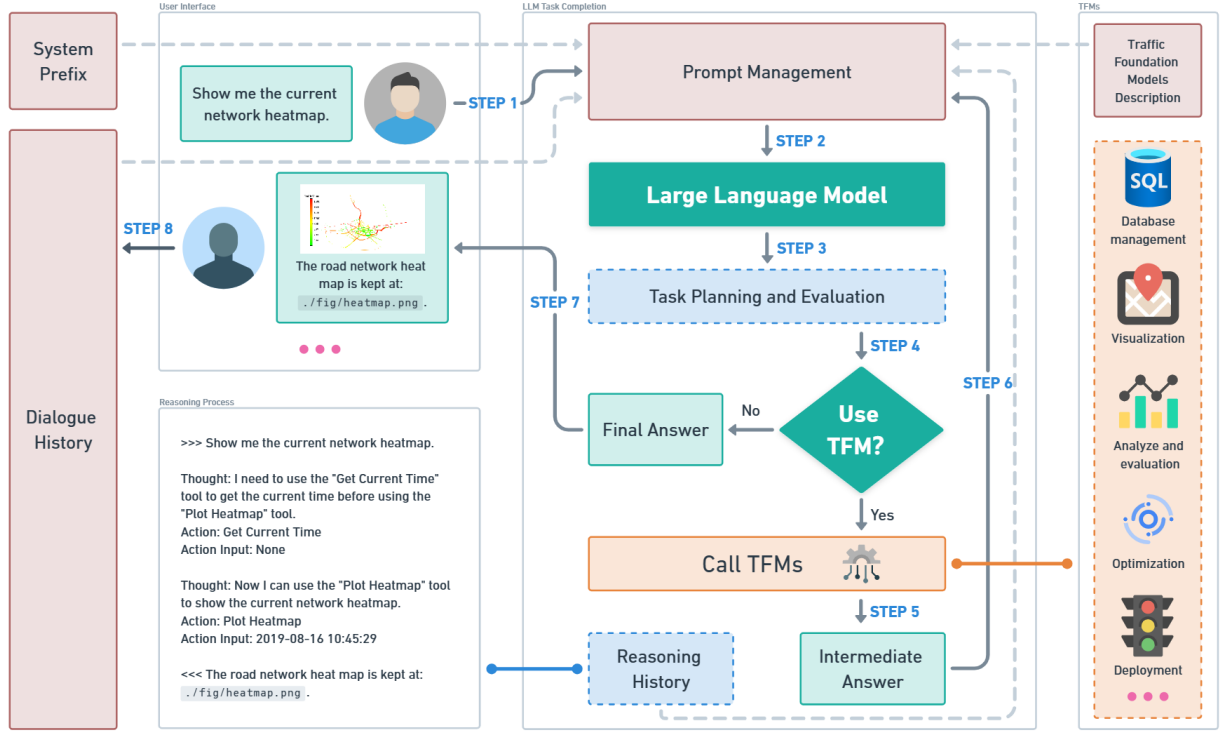 User Interface
LLM Task Completion
TFMs
System
Prefix
Show me the current
network heatmap.
STEP 1
Prompt Management
Traffic
Foundation
Models
Description
STEP 2
Large Language Model
STEP 3
Task Planning and Evaluation
STEP 4
Use
TFM?
No
Final Answer
STEP 7
The road network heat
map is kept at:
./fig/heatmap.png.
STEP 8
Dialogue
History
Yes
Call TFMs
STEP 5
Intermediate
Answer
STEP 6
Reasoning
History
Reasoning Process
>>> Show me the current network heatmap.
Thought: I need to use the "Get Current Time"
tool to get the current time before using the
"Plot Heatmap" tool.
Action: Get Current Time
Action Input: None
Thought: Now I can use the "Plot Heatmap" tool
to show the current network heatmap.
Action: Plot Heatmap
Action Input: 2019-08-16 10:45:29
<<< The road network heat map is kept at:
./fig/heatmap.png.
SQL
Database
management
Visualization
Analyze and
evaluation
Optimization
Deployment